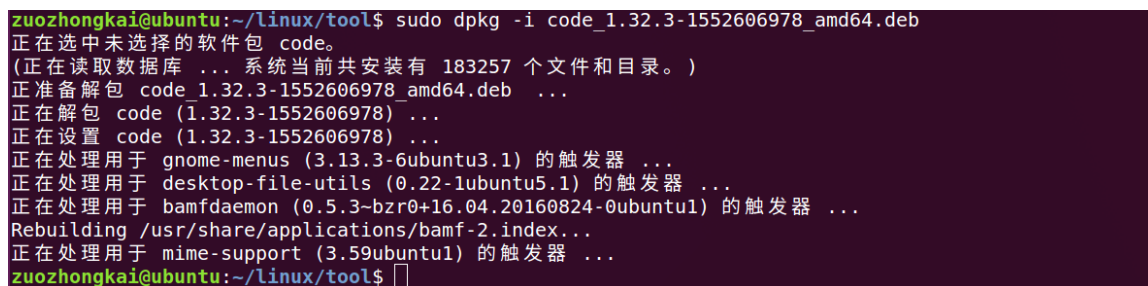 zuozhongkai@ubuntu:~/linux/tool$ sudo dpkg -i code_1.32.3-1552606978_amd64.deb
正在选中未选择的软件包 code。
(正在读取数据库 ... 系统当前共安装有 183257 个文件和目录。)
正准备解包 code_1.32.3-1552606978_amd64.deb  ...
正在解包 code (1.32.3-1552606978) ...
正在设置 code (1.32.3-1552606978) ...
正在处理用于 gnome-menus (3.13.3-6ubuntu3.1) 的触发器 ...
正在处理用于 desktop-file-utils (0.22-1ubuntu5.1) 的触发器 ...
正在处理用于 bamfdaemon (0.5.3~bzr0+16.04.20160824-0ubuntu1) 的触发器 ...
Rebuilding /usr/share/applications/bamf-2.index...
正在处理用于 mime-support (3.59ubuntu1) 的触发器 ...
zuozhongkai@ubuntu:~/linux/tool$